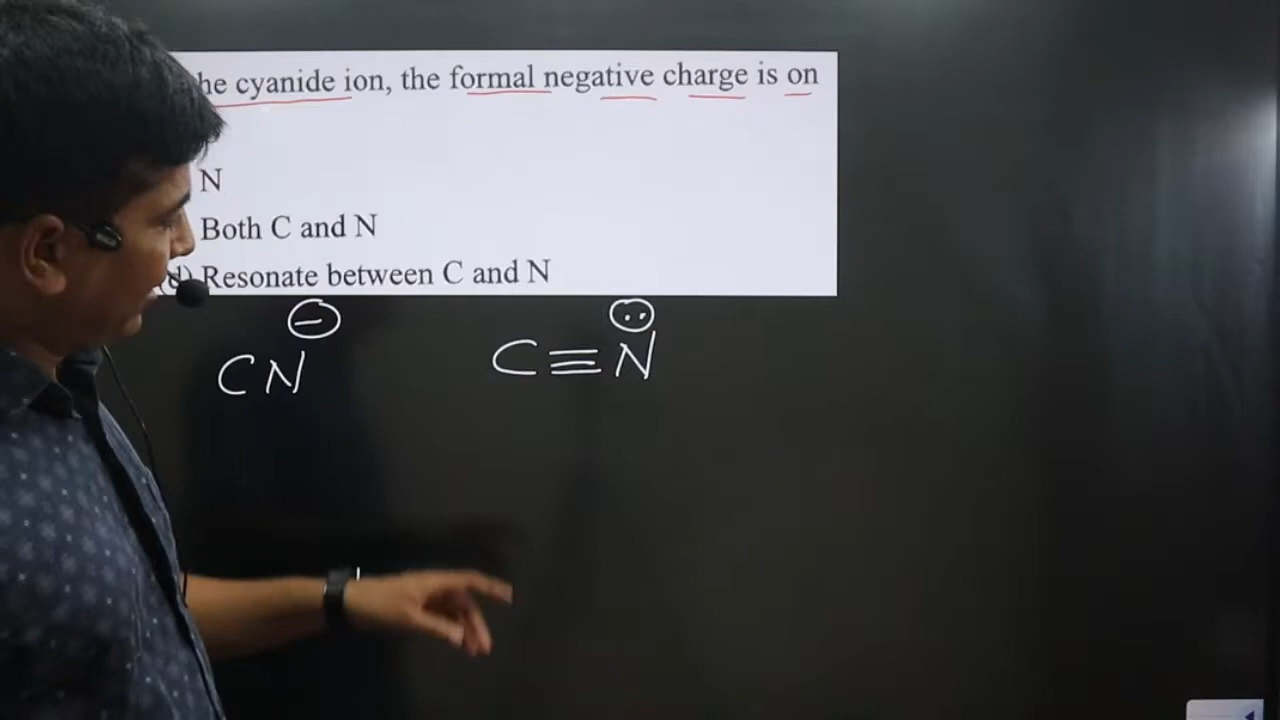 he cyanide ion, the formal negative charge is on
N
Both C and N
(d) Resonate between C and N
CN⊖
C≡N̈